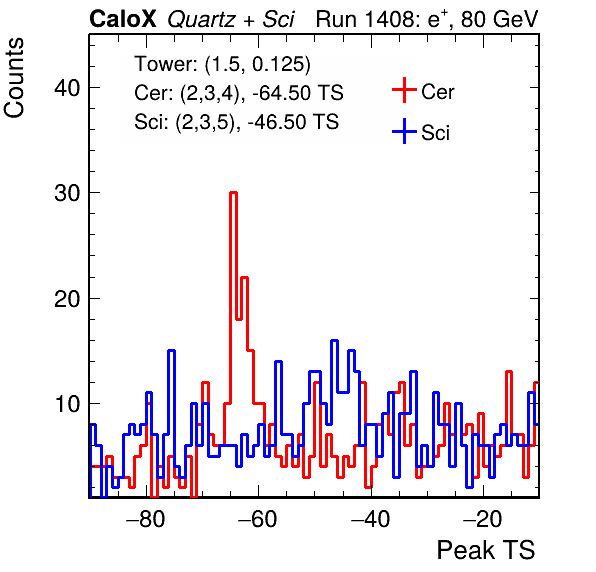 CaloX Quartz + Sci Run 1408: e+, 80 GeV
Counts
Tower: (1.5, 0.125)
Cer: (2,3,4), -64.50 TS
Sci: (2,3,5), -46.50 TS
Cer
Sci
40
30
20
10
−80 −60 −40 −20
Peak TS